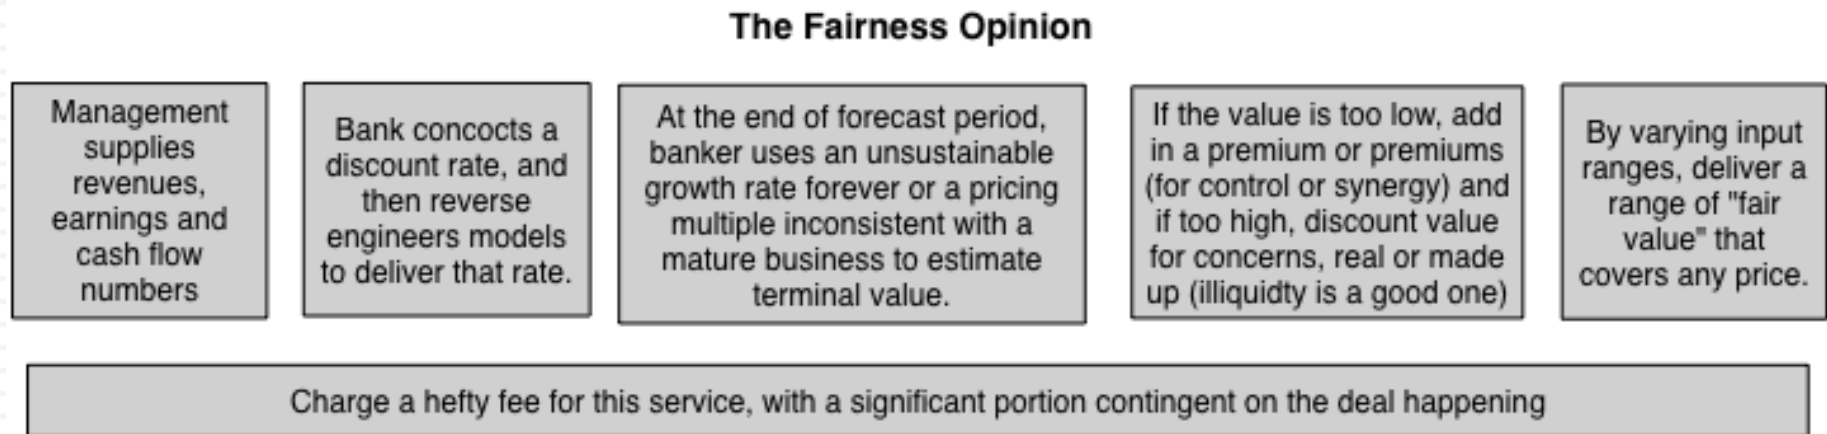 The Fairness Opinion
Management
supplies
revenues,
earnings and
cash flow
numbers
Bank concocts a
discount rate, and
then reverse
engineers models
to deliver that rate.
At the end of forecast period,
banker uses an unsustainable
growth rate forever or a pricing
multiple inconsistent with a
mature business to estimate
terminal value.
If the value is too low, add
in a premium or premiums
(for control or synergy) and
if too high, discount value
for concerns, real or made
up (illiquidty is a good one)
By varying input
ranges, deliver a
range of "fair
value" that
covers any price.
Charge a hefty fee for this service, with a significant portion contingent on the deal happening